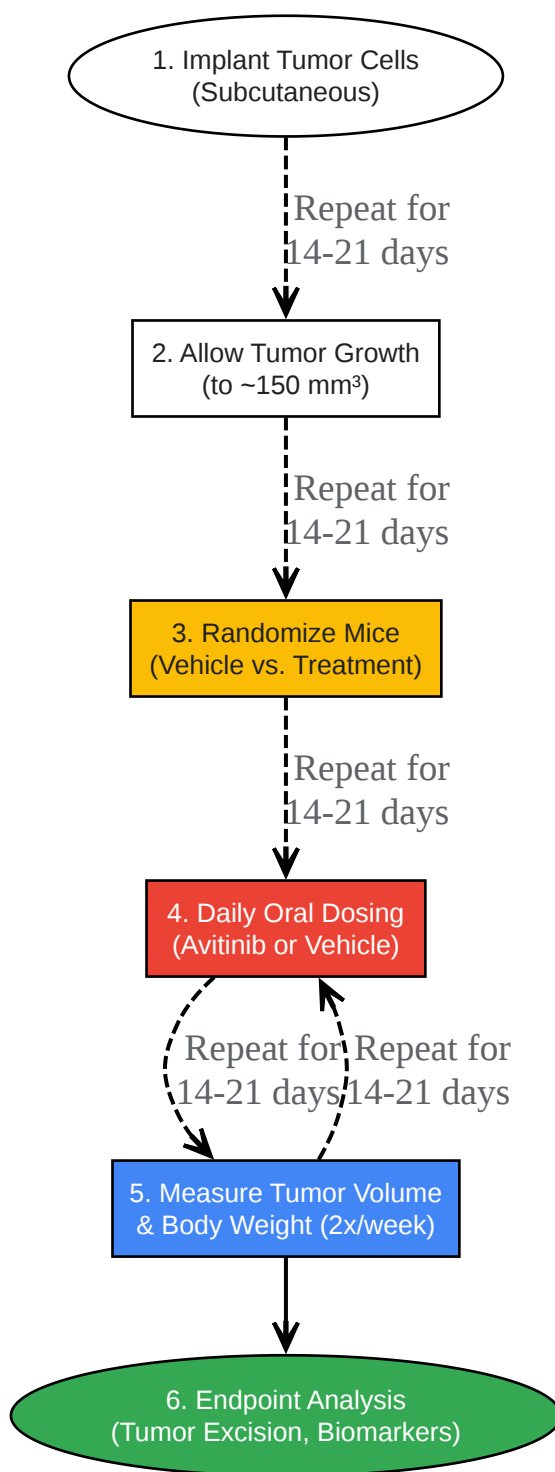 1. Implant Tumor Cells
(Subcutaneous)
Repeat for
14-21 days
2. Allow Tumor Growth
(to ~150 mm³)
Repeat for
14-21 days
3. Randomize Mice
(Vehicle vs. Treatment)
Repeat for
14-21 days
4. Daily Oral Dosing
(Avitinib or Vehicle)
Repeat for
14-21 days
Repeat for
14-21 days
5. Measure Tumor Volume
& Body Weight (2x/week)
6. Endpoint Analysis
(Tumor Excision, Biomarkers)